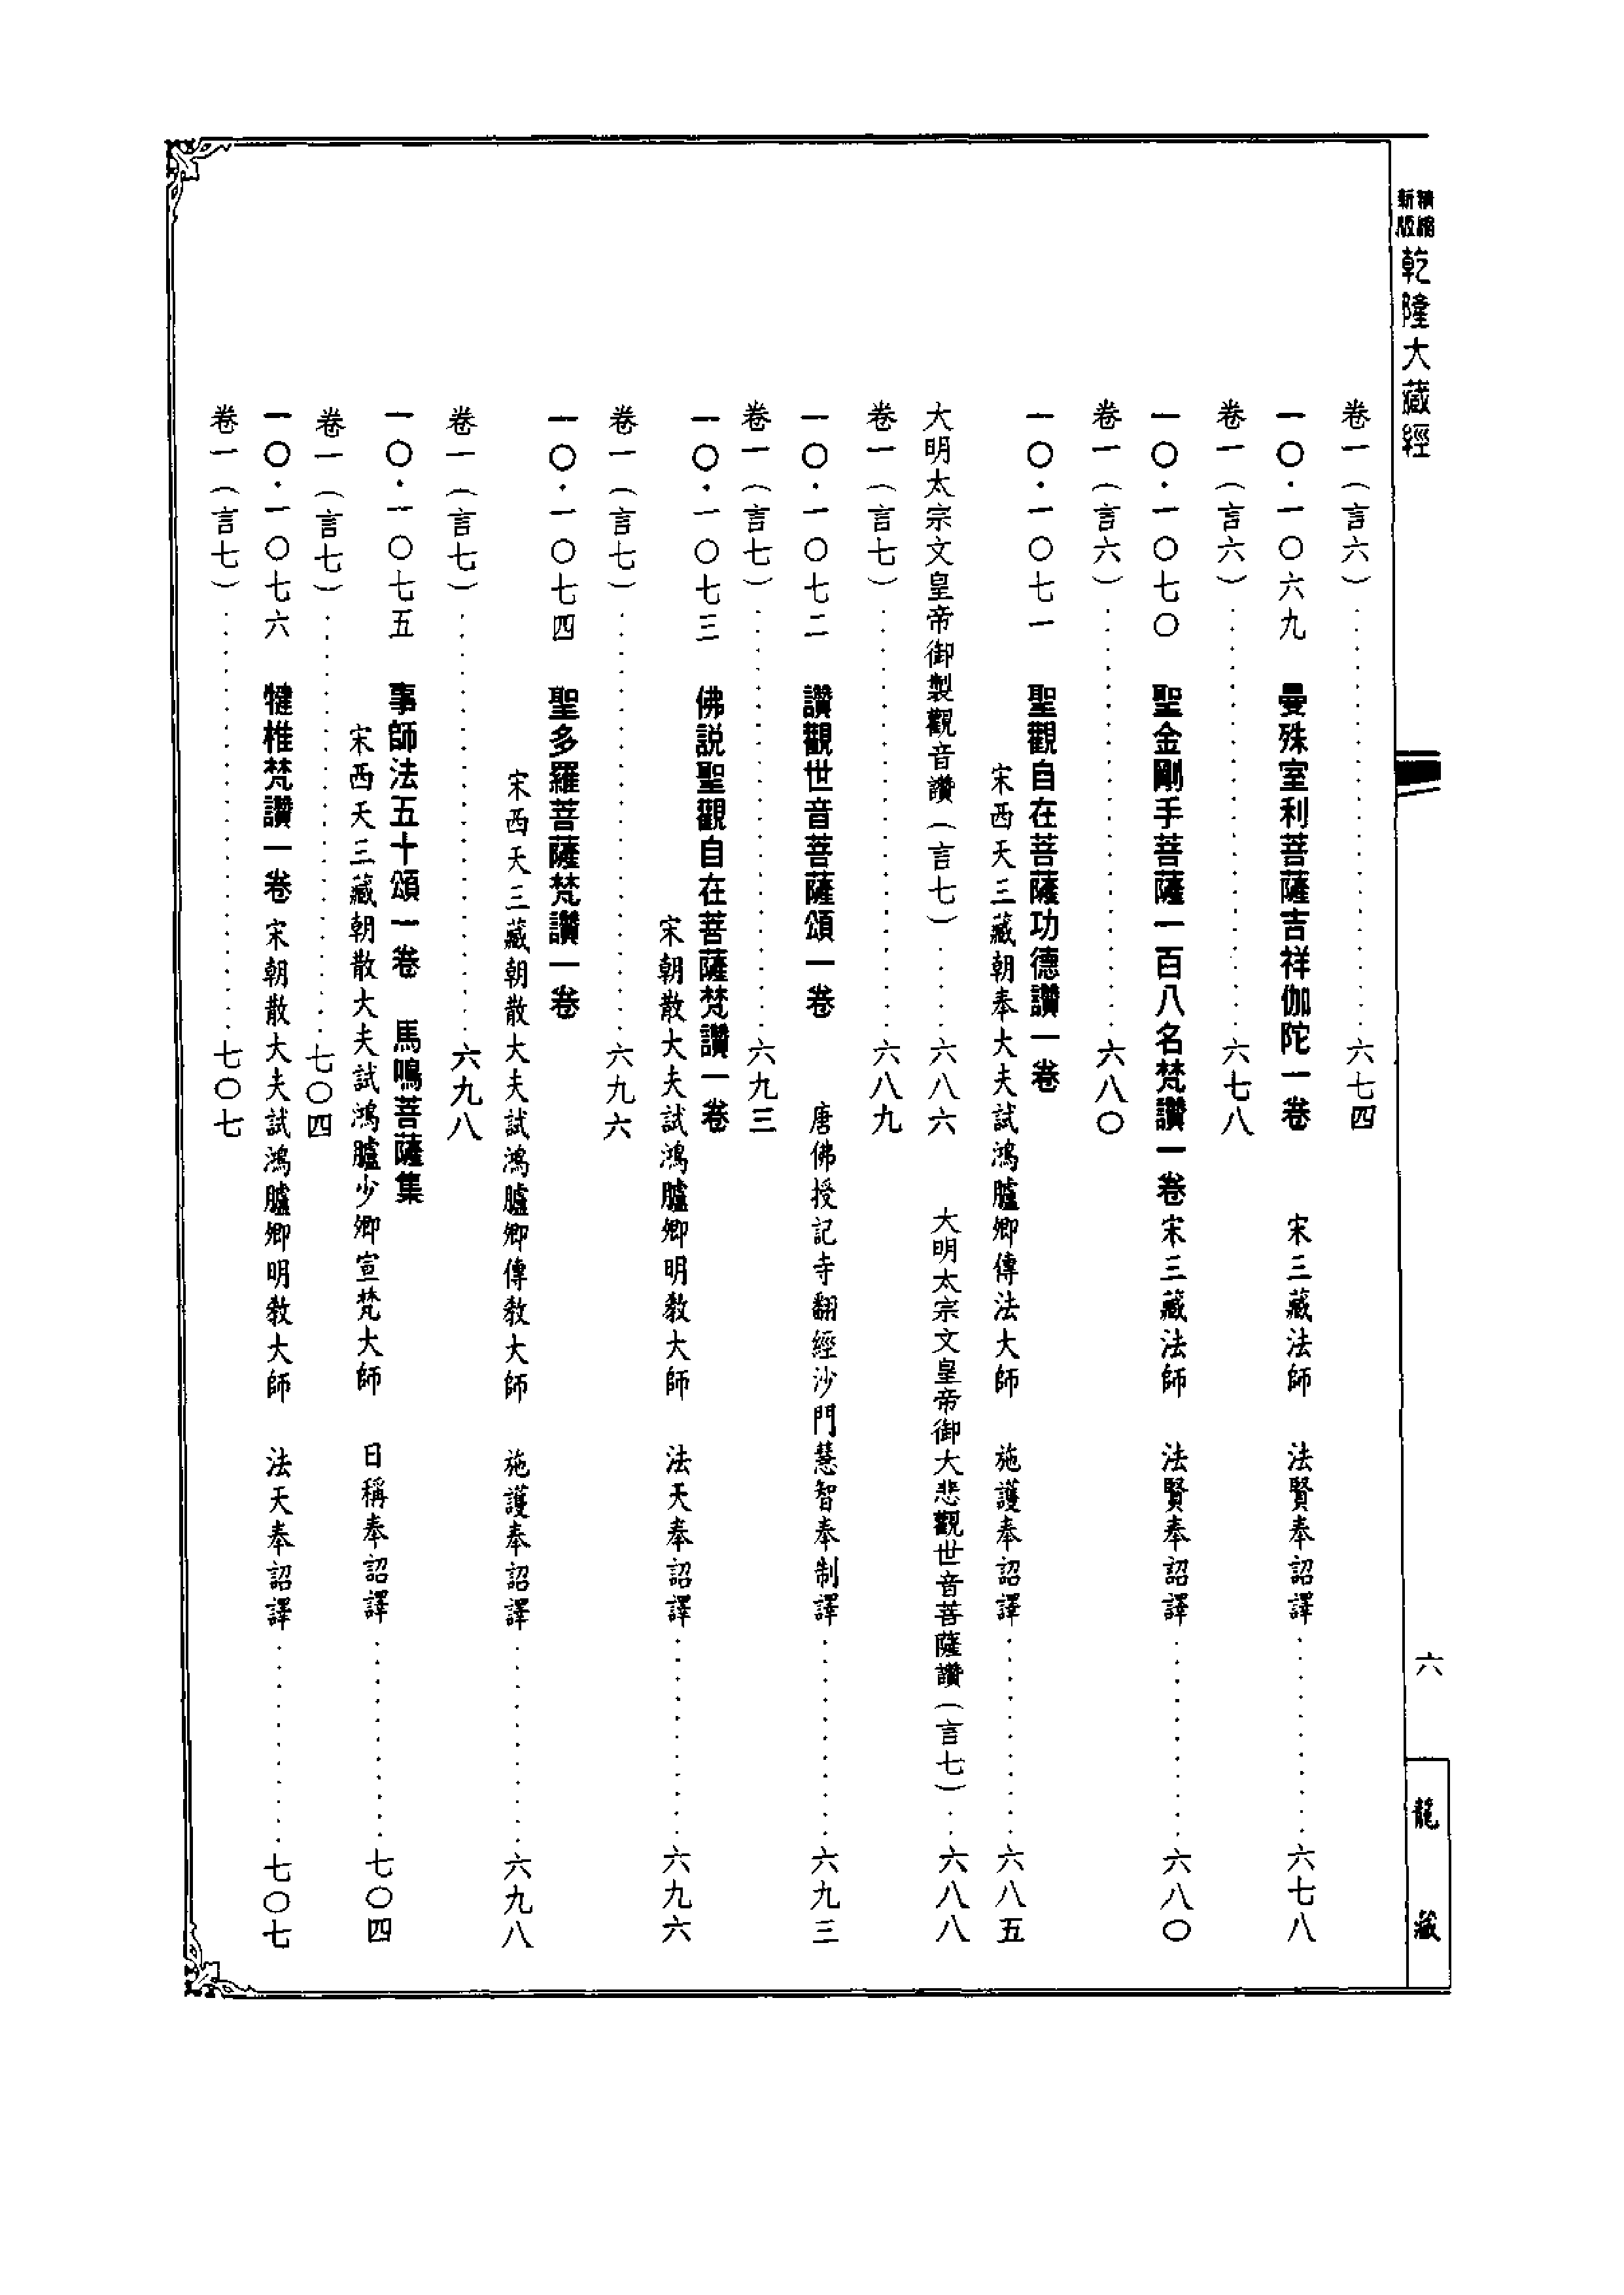 精縮新版 乾隆大藏經
六
龍藏
卷一（言六）……………六七四
一〇·一〇六九 曼殊室利菩薩吉祥伽陀一卷 宋三藏法師 法賢奉詔譯……………六七八
卷一（言六）……………六七八
一〇·一〇七〇 聖金剛手菩薩一百八名梵讚一卷 宋三藏法師 法賢奉詔譯……………六八〇
卷一（言六）……………六八〇
一〇·一〇七一 聖觀自在菩薩功德讚一卷
宋西天三藏朝奉大夫試鴻臚卿傳法大師 施護奉詔譯……………六八五
大明太宗文皇帝御製觀音讚（言七）……六八六 大明太宗文皇帝御大悲觀世音菩薩讚（言七）…六八八
卷一（言七）……………六八九
一〇·一〇七二 讚觀世音菩薩頌一卷 唐佛授記寺翻經沙門慧智奉制譯……………六九三
卷一（言七）……………六九三
一〇·一〇七三 佛説聖觀自在菩薩梵讚一卷
宋朝散大夫試鴻臚卿明教大師 法天奉詔譯……………六九六
卷一（言七）……………六九六
一〇·一〇七四 聖多羅菩薩梵讚一卷
宋西天三藏朝散大夫試鴻臚卿傳教大師 施護奉詔譯……………六九八
卷一（言七）……………六九八
一〇·一〇七五 事師法五十頌一卷 馬鳴菩薩集
宋西天三藏朝散大夫試鴻臚少卿宣梵大師 日稱奉詔譯……………七〇四
卷一（言七）……………七〇四
一〇·一〇七六 犍椎梵讚一卷 宋朝散大夫試鴻臚卿明教大師 法天奉詔譯……………七〇七
卷一（言七）……………七〇七